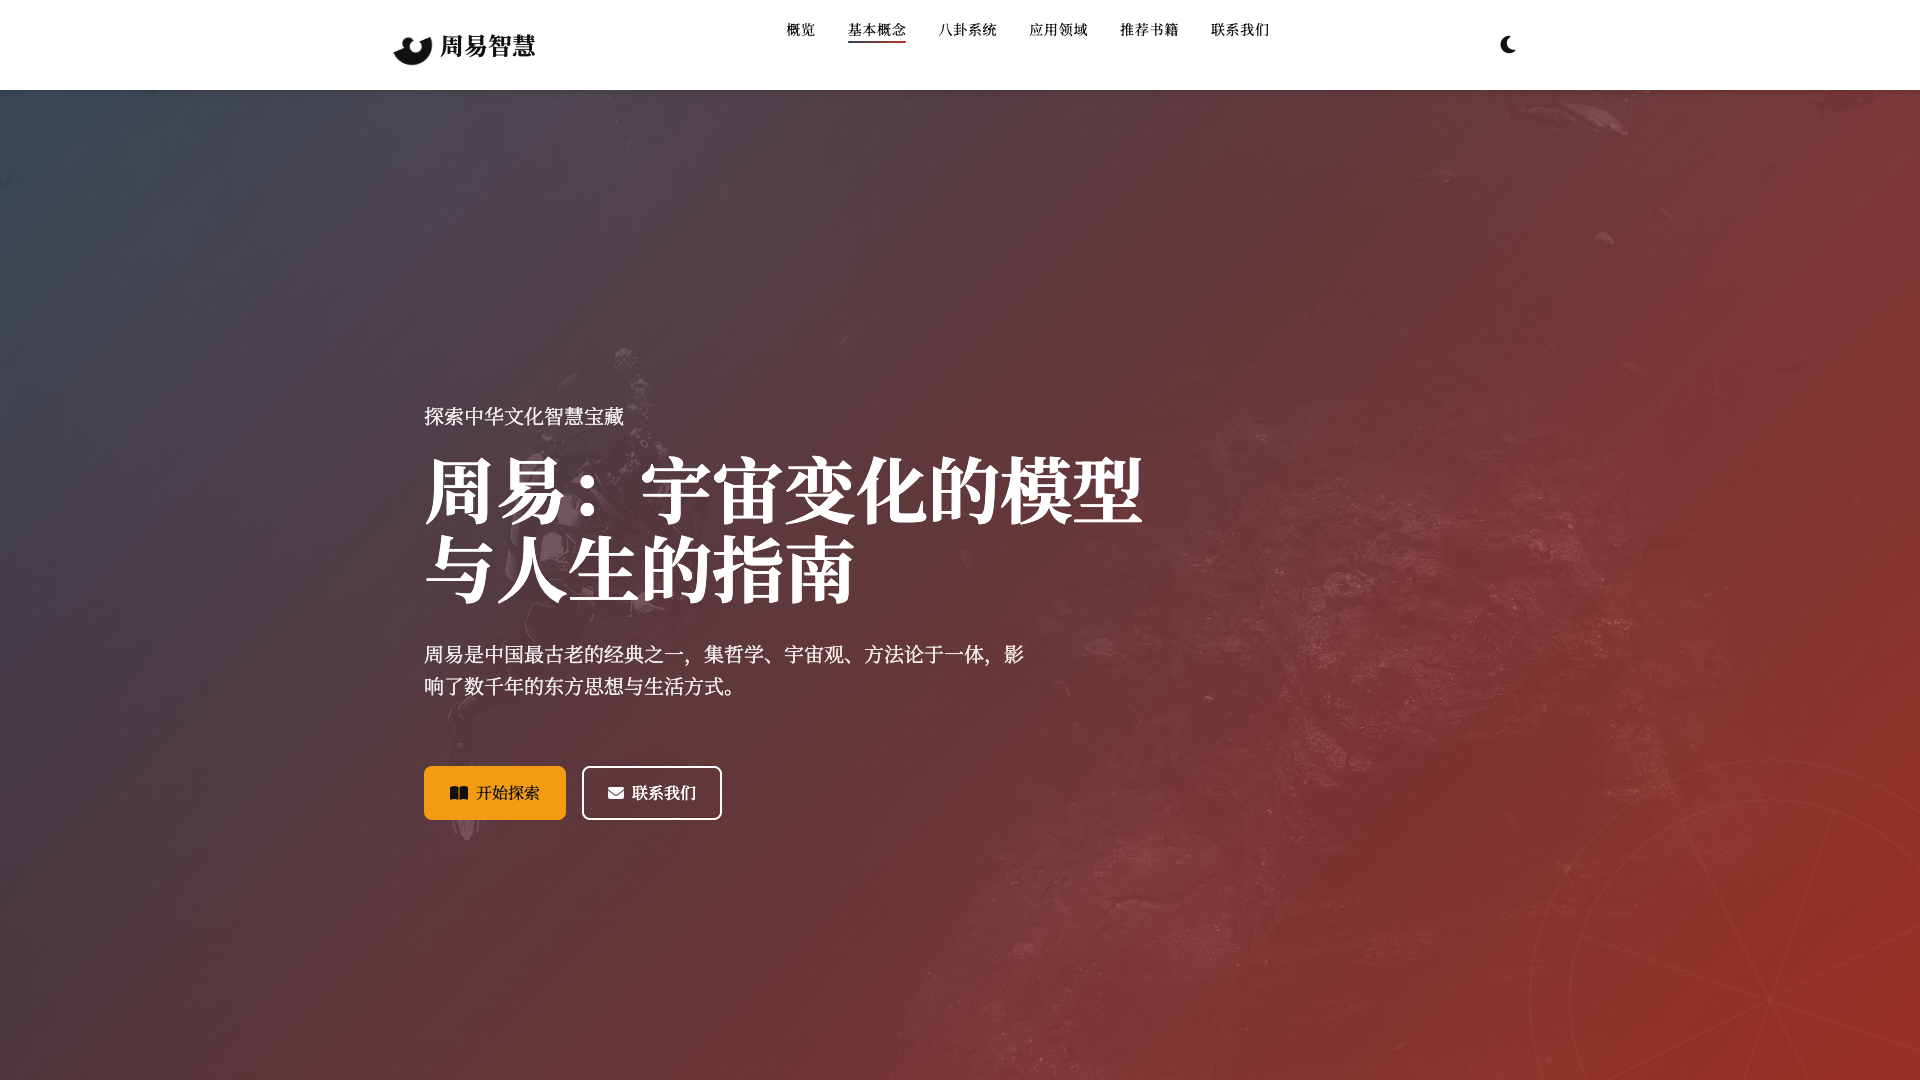 周易智慧
概览
基本概念
八卦系统
应用领域
推荐书籍
联系我们
探索中华文化智慧宝藏
周易：宇宙变化的模型
与人生的指南
周易是中国最古老的经典之一，集哲学、宇宙观、方法论于一体，影
响了数千年的东方思想与生活方式。
开始探索
联系我们